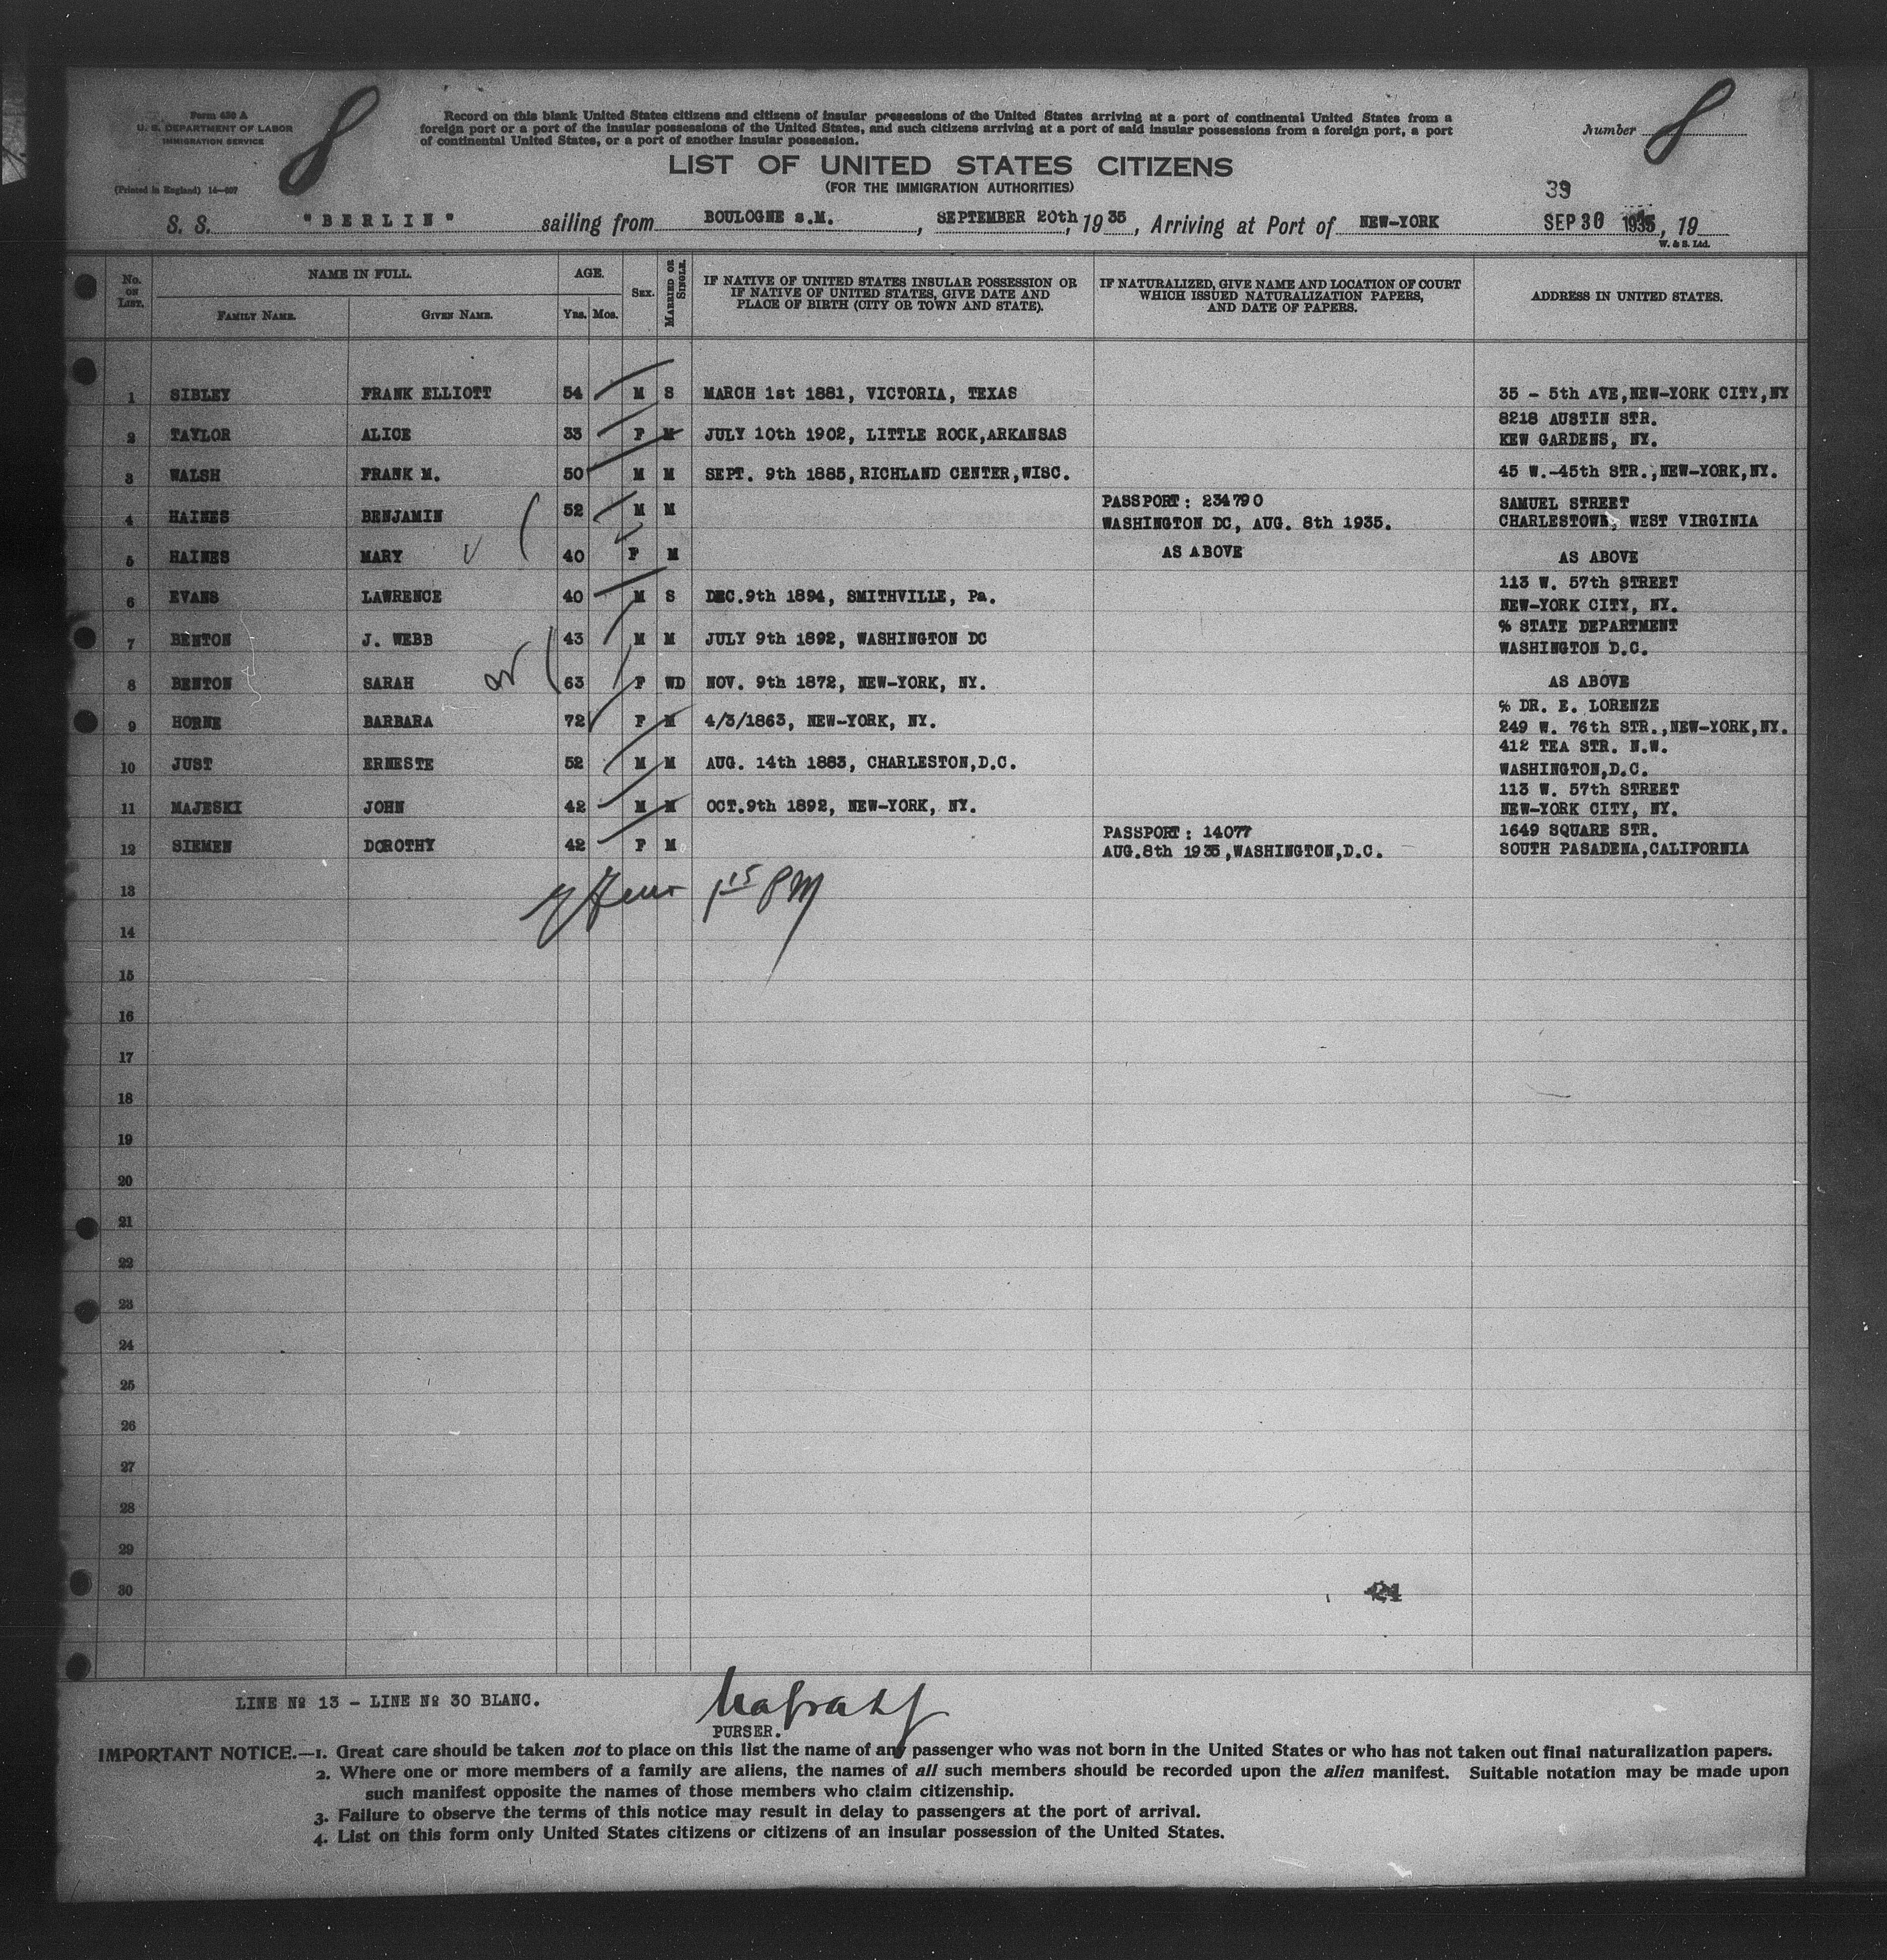 8
8
Form 630 A
U. S. DEPARTMENT OF LABOR
IMMIGRATION SERVICE
(Printed in England) 14—607
Record on this blank United States citizens and citizens of insular possessions of the United States arriving at a port of continental United States from a
foreign port or a port of the insular possessions of the United States, and such citizens arriving at a port of said insular possessions from a foreign port, a port
of continental United States, or a port of another insular possession.
Number
LIST OF UNITED STATES CITIZENS
(FOR THE IMMIGRATION AUTHORITIES)
S. S. "BERLIN" sailing from BOULOGNE s.M. , SEPTEMBER 20th, 1935, Arriving at Port of NEW-YORK SEP 30 1935, 19
W. & S. Ltd.
No. ON LIST. NAME IN FULL. AGE. SEX. MARRIED OR SINGLE. IF NATIVE OF UNITED STATES INSULAR POSSESSION OR IF NATIVE OF UNITED STATES, GIVE DATE AND PLACE OF BIRTH (CITY OR TOWN AND STATE). IF NATURALIZED, GIVE NAME AND LOCATION OF COURT WHICH ISSUED NATURALIZATION PAPERS, AND DATE OF PAPERS. ADDRESS IN UNITED STATES.
FAMILY NAME. GIVEN NAME. Yrs. Mos.
1 SIBLEY FRANK ELLIOTT 54 M S MARCH 1st 1881, VICTORIA, TEXAS 35 - 5th AVE,NEW-YORK CITY,NY
2 TAYLOR ALICE 33 F M JULY 10th 1902, LITTLE ROCK,ARKANSAS 8218 AUSTIN STR.
KEW GARDENS, NY.
3 WALSH FRANK M. 50 M M SEPT. 9th 1885,RICHLAND CENTER,WISC. 45 W.-45th STR.,NEW-YORK,NY.
4 HAINES BENJAMIN 52 M M PASSPORT: 234790 SAMUEL STREET
WASHINGTON DC, AUG. 8th 1935. CHARLESTOWN, WEST VIRGINIA
5 HAINES MARY 40 F M AS ABOVE AS ABOVE
6 EVANS LAWRENCE 40 M S DEC.9th 1894, SMITHVILLE, Pa. 113 W. 57th STREET
NEW-YORK CITY, NY.
7 BENTON J. WEBB 43 M M JULY 9th 1892, WASHINGTON DC % STATE DEPARTMENT
WASHINGTON D.C.
8 BENTON SARAH 63 F WD NOV. 9th 1872, NEW-YORK, NY. AS ABOVE
9 HORNE BARBARA 72 F M 4/3/1863, NEW-YORK, NY. % DR. E. LORENZE
249 W. 76th STR.,NEW-YORK,NY.
10 JUST ERNESTE 52 M M AUG. 14th 1883, CHARLESTON,D.C. 412 TEA STR. N.W.
WASHINGTON,D.C.
11 MAJESKI JOHN 42 M M OCT.9th 1892, NEW-YORK, NY. 113 W. 57th STREET
NEW-YORK CITY, NY.
12 SIEMEN DOROTHY 42 F M PASSPORT: 14077 1649 SQUARE STR.
AUG.8th 1935,WASHINGTON,D.C. SOUTH PASADENA,CALIFORNIA
1 15 PM
13
14
15
16
17
18
19
20
21
22
23
24
25
26
27
28
29
30
LINE № 13 - LINE № 30 BLANC.
PURSER.
IMPORTANT NOTICE.—1. Great care should be taken not to place on this list the name of any passenger who was not born in the United States or who has not taken out final naturalization papers.
2. Where one or more members of a family are aliens, the names of all such members should be recorded upon the alien manifest. Suitable notation may be made upon
such manifest opposite the names of those members who claim citizenship.
3. Failure to observe the terms of this notice may result in delay to passengers at the port of arrival.
4. List on this form only United States citizens or citizens of an insular possession of the United States.